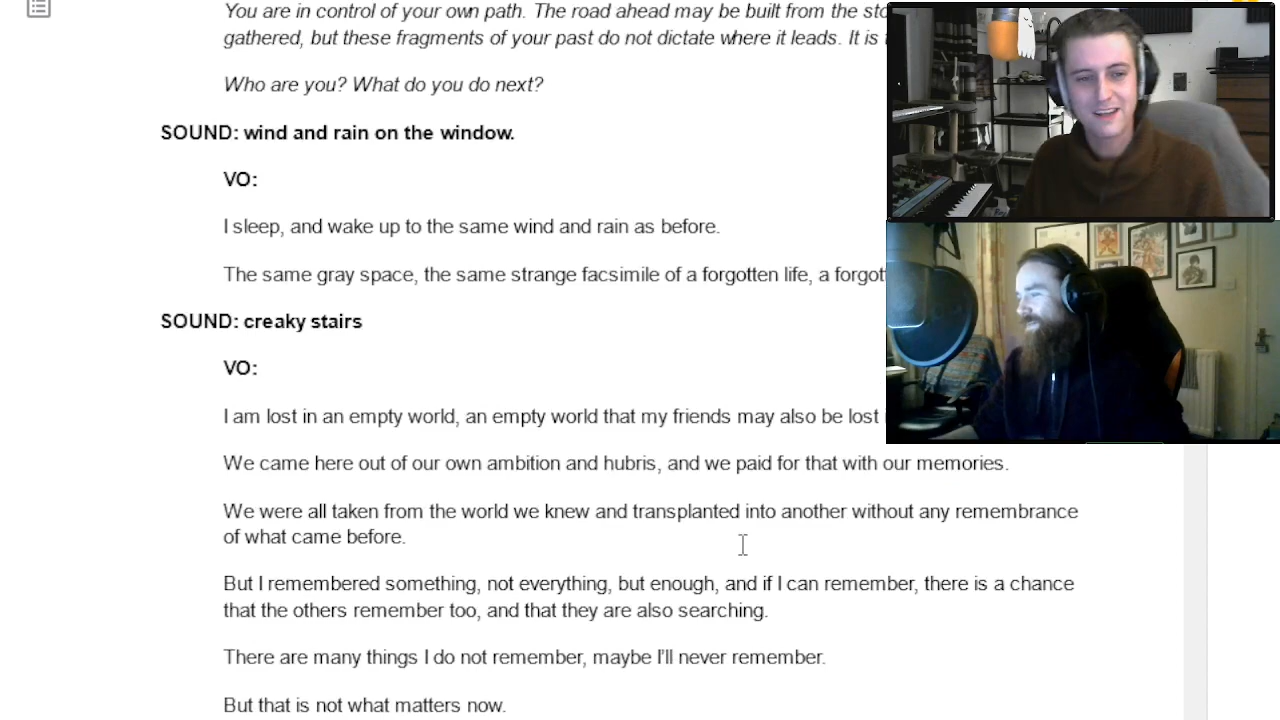 You are in control of your own path. The road ahead may be built from the
gathered, but these fragments of your past do not dictate where it leads. It is
Who are you? What do you do next?
SOUND: wind and rain on the window.
VO:
I sleep, and wake up to the same wind and rain as before.
The same gray space, the same strange facsimile of a forgotten life, a
SOUND: creaky stairs
VO:
I am lost in an empty world, an empty world that my friends may also be lost
We came here out of our own ambition and hubris, and we paid for that with our memories.
We were all taken from the world we knew and transplanted into another without any remembrance
of what came before.
But I remembered something, not everything, but enough, and if I can remember, there is a chance
that the others remember too, and that they are also searching.
There are many things I do not remember, maybe I'll never remember.
But that is not what matters now.